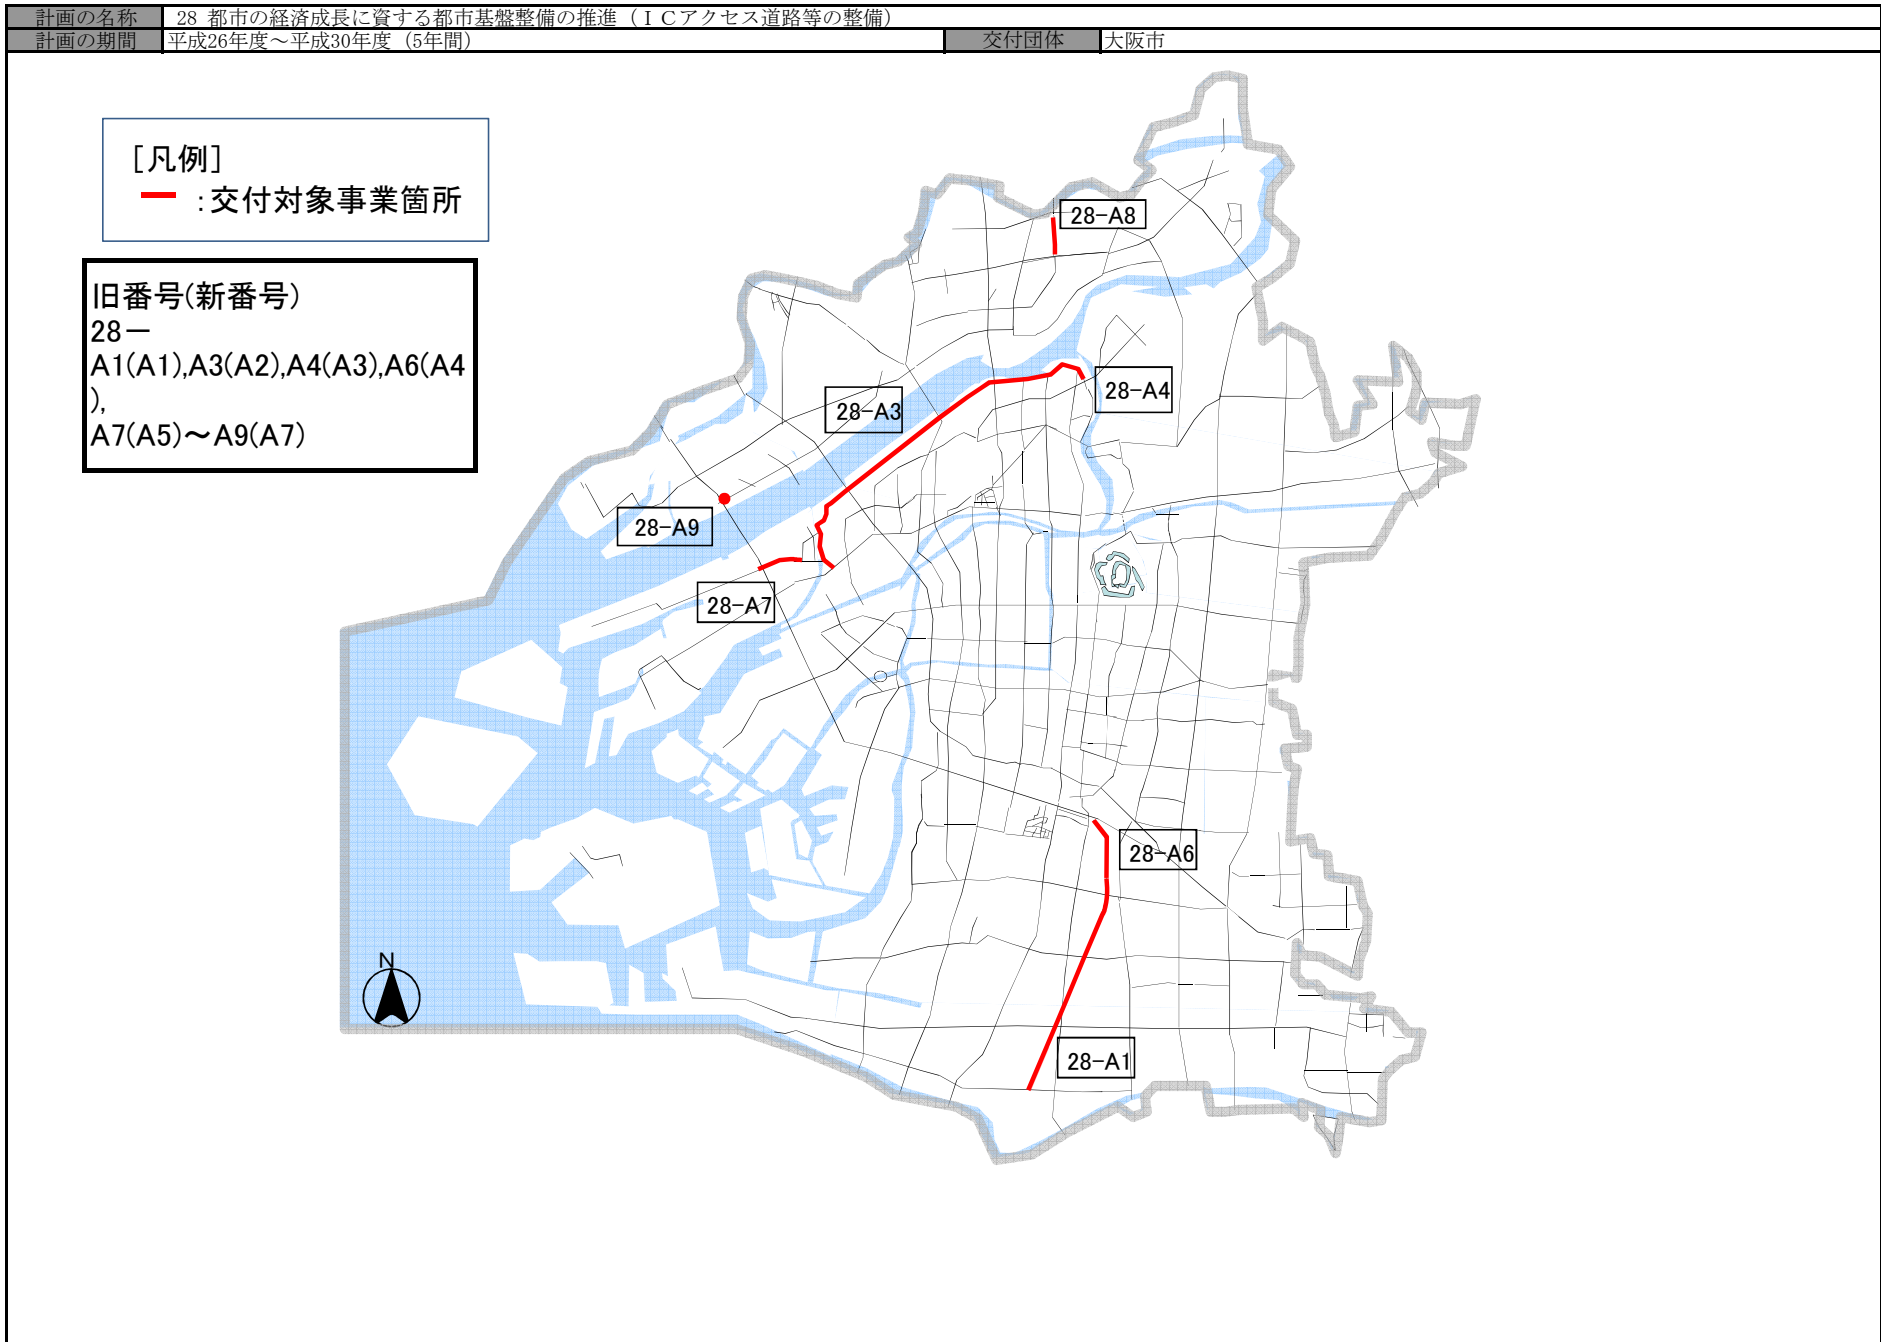 計画の名称
28 都市の経済成長に資する都市基盤整備の推進（ＩＣアクセス道路等の整備）
計画の期間
平成26年度～平成30年度（5年間）
交付団体
大阪市
［凡例］
：交付対象事業箇所
旧番号(新番号)
28－
A1(A1),A3(A2),A4(A3),A6(A4
),
A7(A5)～A9(A7)
28-A8
28-A4
28-A3
28-A9
28-A7
28-A6
N
28-A1